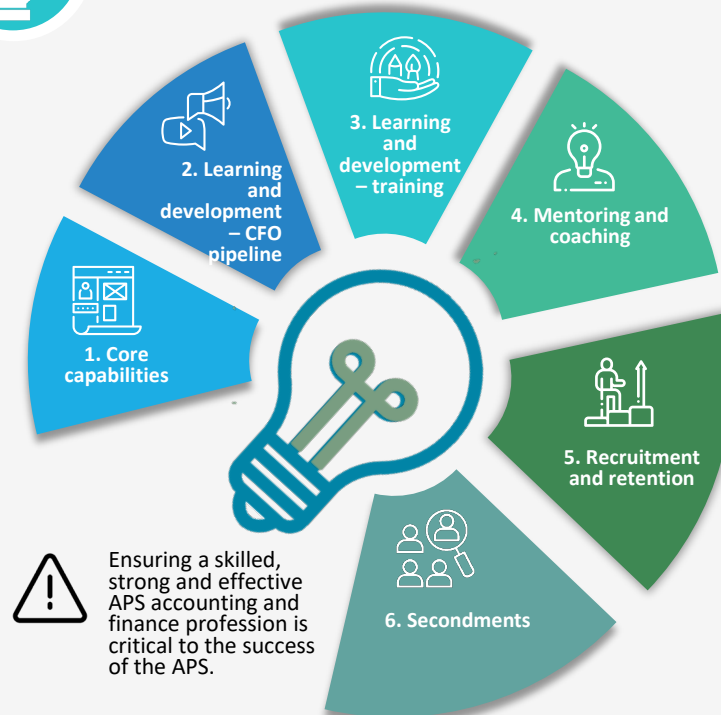 1. Core
capabilities
2. Learning
and
development
– CFO
pipeline
3. Learning
and
development
– training
4. Mentoring and
coaching
5. Recruitment
and retention
6. Secondments
Ensuring a skilled,
strong and effective
APS accounting and
finance profession is
critical to the success
of the APS.